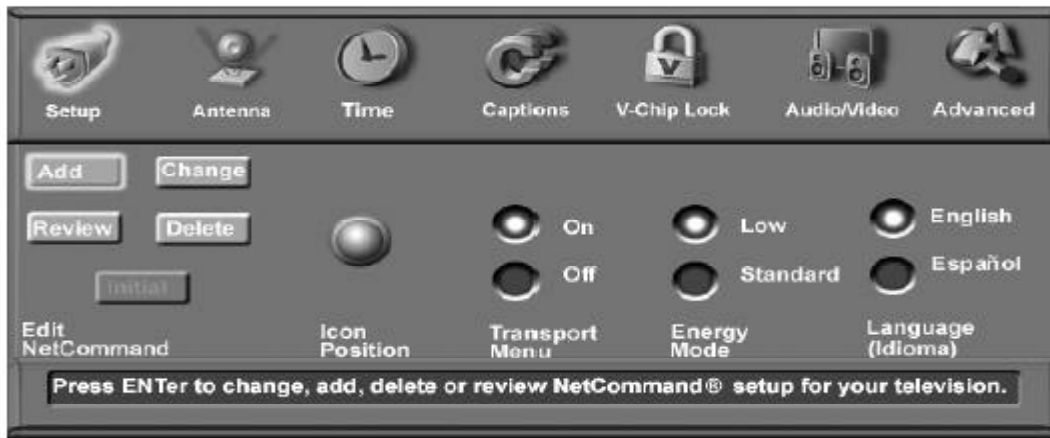 Setup Antenna Time Captions V-Chip Lock Audio/Video Advanced
V
Add Change
Review Delete
Initial
Edit
NetCommand
Icon
Position
On
Off
Transport
Menu
Low
Standard
Energy
Mode
English
Español
Language
(Idioma)
Press ENTer to change, add, delete or review NetCommand® setup for your television.